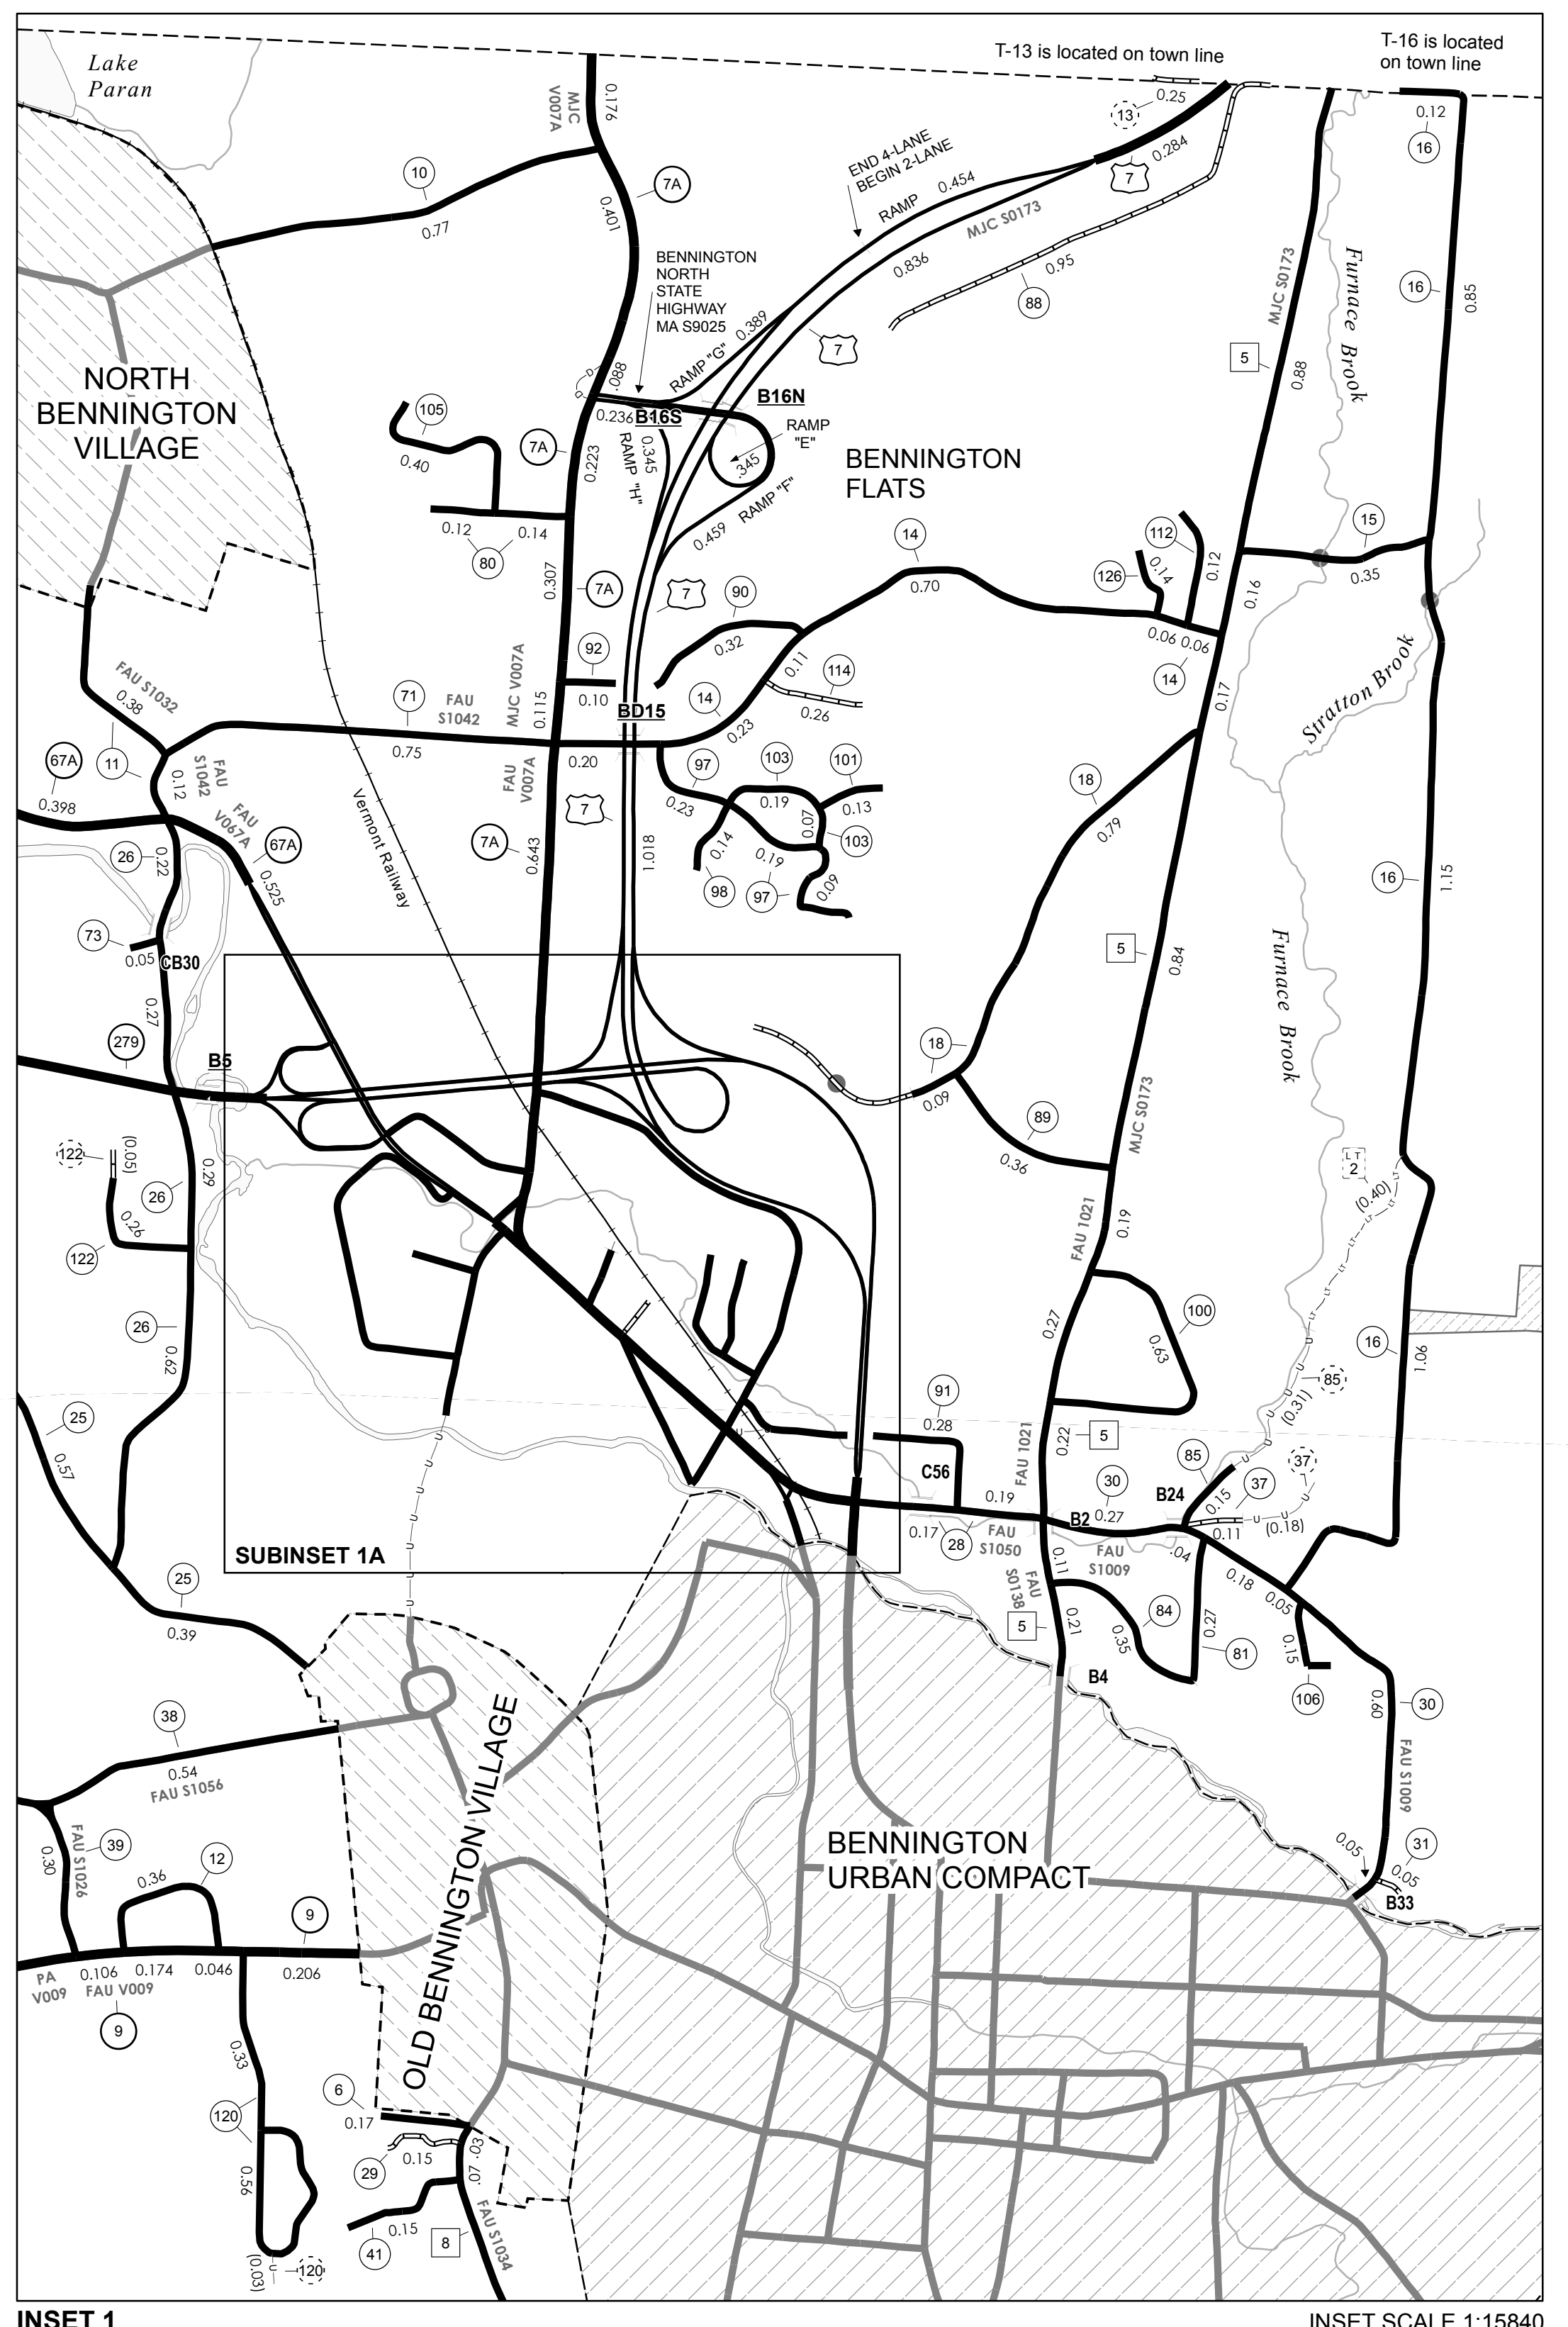 Lake
Paran
T-13 is located on town line
T-16 is located
on town line
MJC
V007A
0.176
0.25
13
0.284
7
0.12
16
END 4-LANE
BEGIN 2-LANE
RAMP
0.454
MJC S0173
0.836
0.95
88
10
0.77
7A
0.401
BENNINGTON
NORTH
STATE
HIGHWAY
MA S9025
RAMP "G"
0.389
7
MJC S0173
5
0.88
Furnace Brook
16
0.85
NORTH
BENNINGTON
VILLAGE
D
D
.088
0.236
B16S
B16N
RAMP
"E"
.345
0.345
RAMP "H"
0.459
RAMP "F"
105
0.40
7A
0.223
BENNINGTON
FLATS
0.12
0.14
80
0.307
7A
7
14
0.70
90
0.32
112
0.12
126
0.14
0.06
0.06
14
0.16
15
0.35
0.17
Stratton Brook
92
0.10
MJC V007A
0.115
BD15
0.11
114
0.26
14
0.23
FAU S1032
0.38
11
71
0.75
FAU
S1042
0.20
FAU
V007A
67A
0.398
0.12
FAU
S1042
FAU
V067A
67A
0.525
Vermont Railway
7
7A
0.643
1.018
97
0.23
103
0.19
101
0.13
0.07
103
0.14
98
0.19
97
0.09
18
0.79
16
1.15
26
0.22
73
0.05
CB30
0.27
5
0.84
Furnace Brook
279
B5
18
0.09
89
0.36
MJC S0173
122
(0.05)
26
0.29
0.26
122
FAU 1021
0.19
LT
2
(0.40)
LT
LT
LT
LT
LT
LT
26
0.62
0.27
100
0.63
16
1.06
U
U
85
(0.31)
U
U
25
0.57
91
0.28
FAU 1021
0.22
5
U
85
37
C56
30
B24
0.15
37
U
U
0.19
B2
0.27
0.11
U
(0.18)
U
U
U
0.17
28
FAU
S1050
FAU
S1009
.04
SUBINSET 1A
0.11
FAU
S0138
0.18
0.05
25
0.39
5
0.21
84
0.35
0.27
81
0.15
106
B4
38
0.54
FAU S1056
30
0.60
FAU S1009
39
FAU S1026
0.30
12
0.36
OLD BENNINGTON VILLAGE
BENNINGTON
URBAN COMPACT
0.05
31
0.05
B33
9
PA
V009
0.106
0.174
0.046
0.206
FAU V009
9
0.33
6
0.17
120
29
0.15
.03
.07
0.56
41
0.15
8
FAU S1034
(0.03)
U
120
INSET 1
INSET SCALE 1:15840